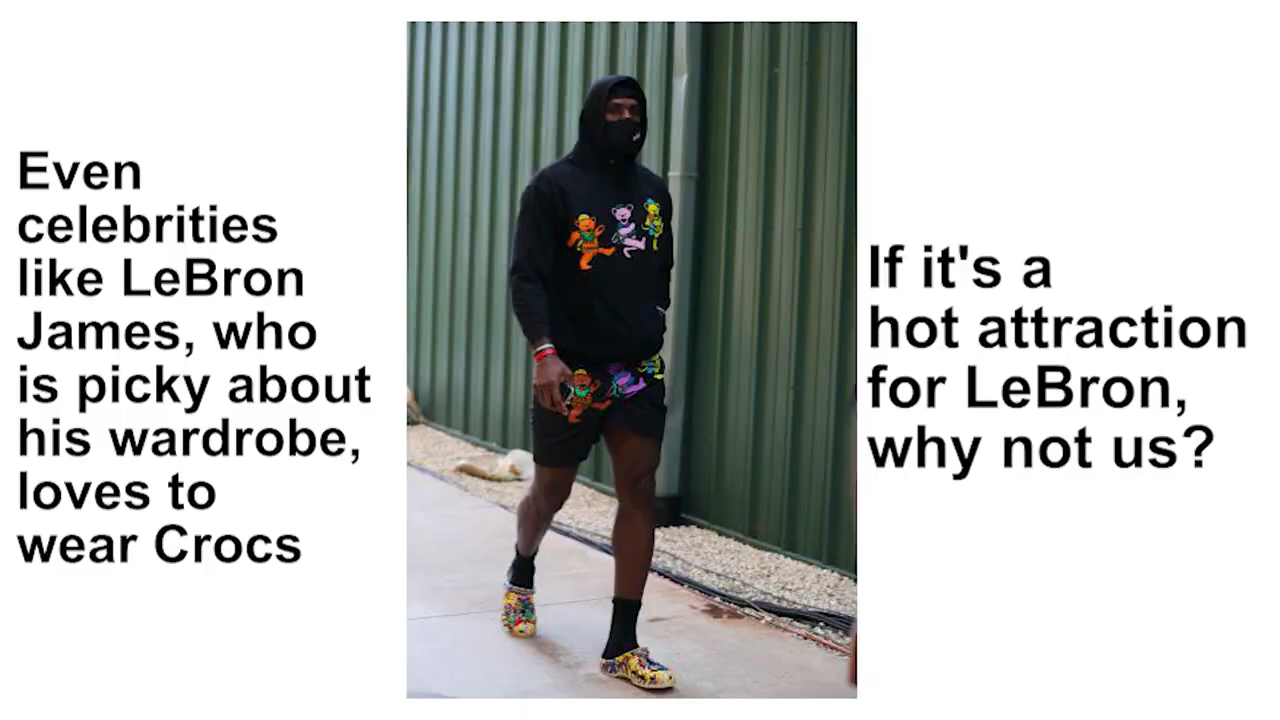 Even
celebrities
like LeBron
James, who
is picky about
his wardrobe,
loves to
wear Crocs
If it's a
hot attraction
for LeBron,
why not us?